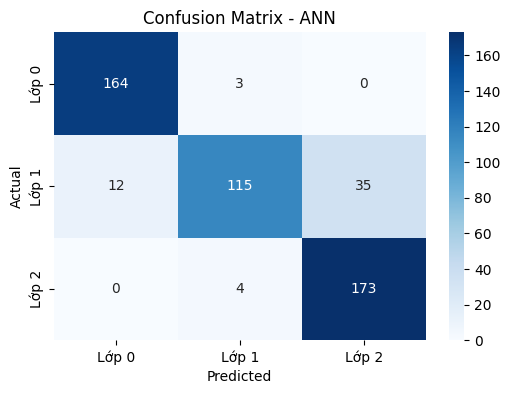 Confusion Matrix - ANN
Actual
Lớp 0
164
3
0
Lớp 1
12
115
35
Lớp 2
0
4
173
Lớp 0
Lớp 1
Lớp 2
Predicted
160
140
120
100
80
60
40
20
0